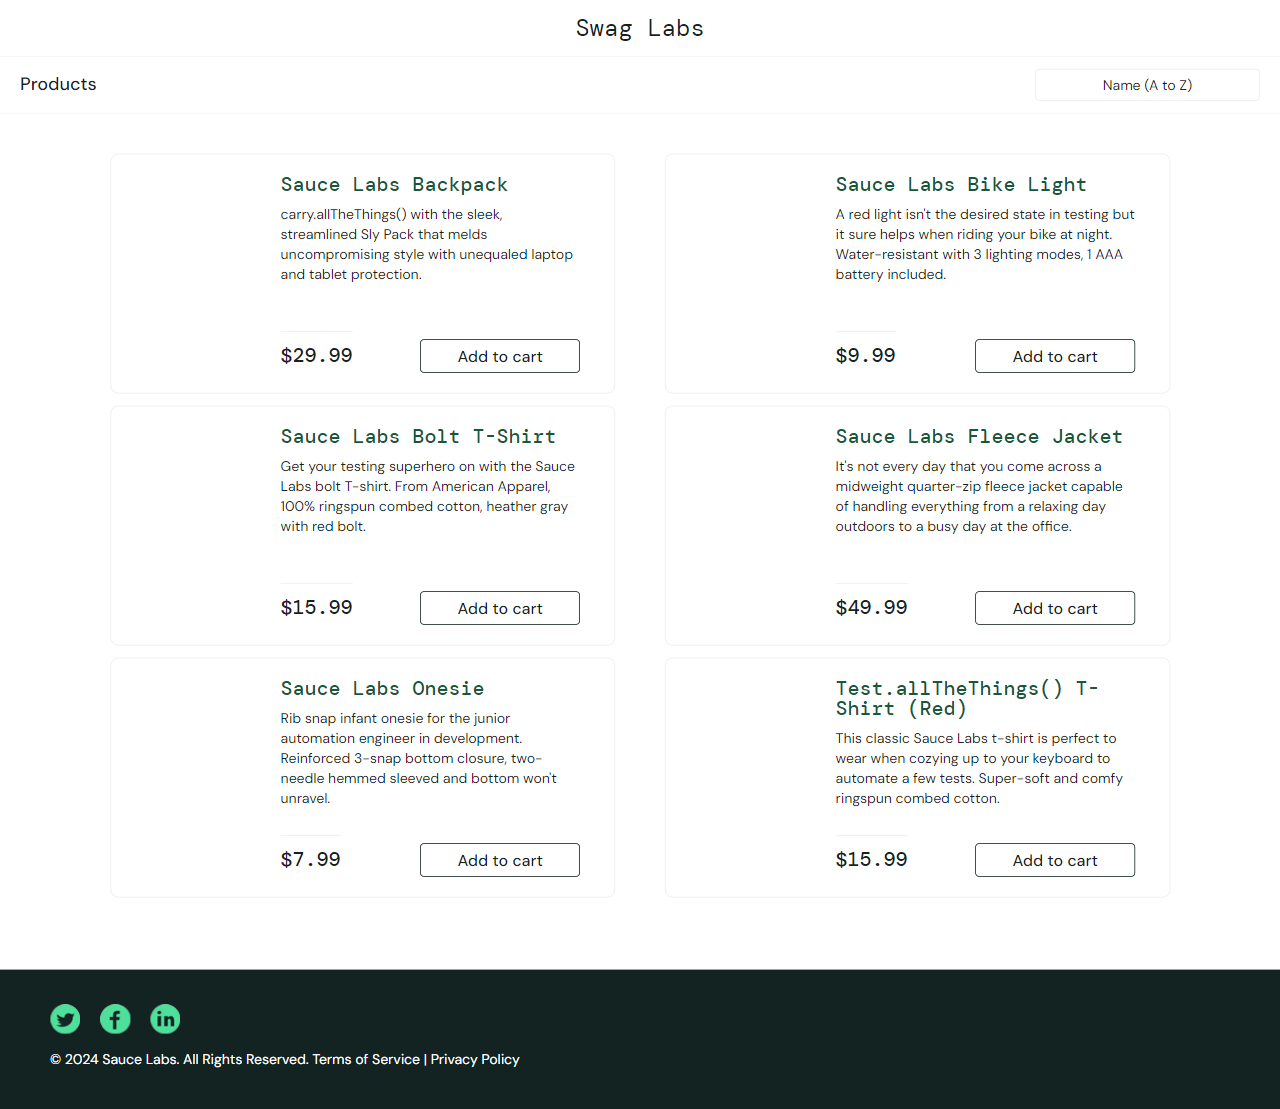 Swag Labs
Products
Name (A to Z)
Sauce Labs Backpack
carry.allTheThings() with the sleek,
streamlined Sly Pack that melds
uncompromising style with unequaled laptop
and tablet protection.
$29.99
Add to cart
Sauce Labs Bike Light
A red light isn't the desired state in testing but
it sure helps when riding your bike at night.
Water-resistant with 3 lighting modes, 1 AAA
battery included.
$9.99
Add to cart
Sauce Labs Bolt T-Shirt
Get your testing superhero on with the Sauce
Labs bolt T-shirt. From American Apparel,
100% ringspun combed cotton, heather gray
with red bolt.
$15.99
Add to cart
Sauce Labs Fleece Jacket
It's not every day that you come across a
midweight quarter-zip fleece jacket capable
of handling everything from a relaxing day
outdoors to a busy day at the office.
$49.99
Add to cart
Sauce Labs Onesie
Rib snap infant onesie for the junior
automation engineer in development.
Reinforced 3-snap bottom closure, two-
needle hemmed sleeved and bottom won't
unravel.
$7.99
Add to cart
Test.allTheThings() T-
Shirt (Red)
This classic Sauce Labs t-shirt is perfect to
wear when cozying up to your keyboard to
automate a few tests. Super-soft and comfy
ringspun combed cotton.
$15.99
Add to cart
© 2024 Sauce Labs. All Rights Reserved. Terms of Service | Privacy Policy